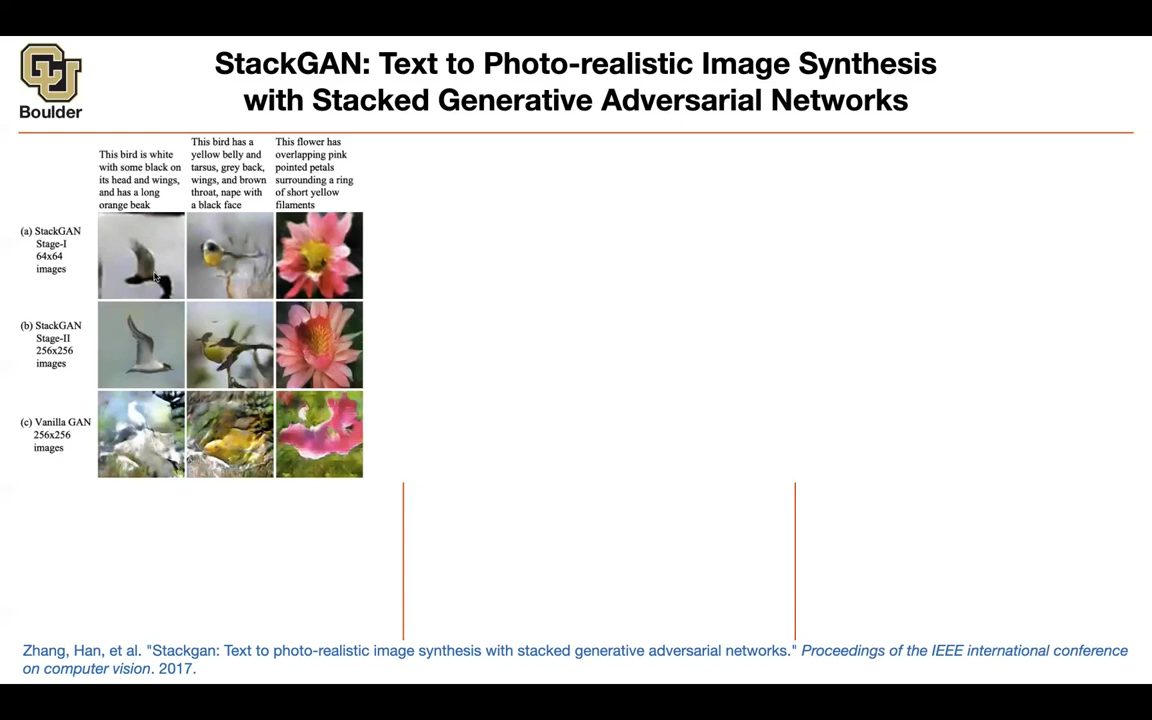 StackGAN: Text to Photo-realistic Image Synthesis
with Stacked Generative Adversarial Networks
CU
Boulder
This bird is white
with some black on
its head and wings,
and has a long
orange beak
This bird has a
yellow belly and
tarsus, grey back,
wings, and brown
throat, nape with
a black face
This flower has
overlapping pink
pointed petals
surrounding a ring
of short yellow
filaments
(a) StackGAN
Stage-I
64x64
images
(b) StackGAN
Stage-II
256x256
images
(c) Vanilla GAN
256x256
images
Zhang, Han, et al. "Stackgan: Text to photo-realistic image synthesis with stacked generative adversarial networks." Proceedings of the IEEE international conference
on computer vision. 2017.